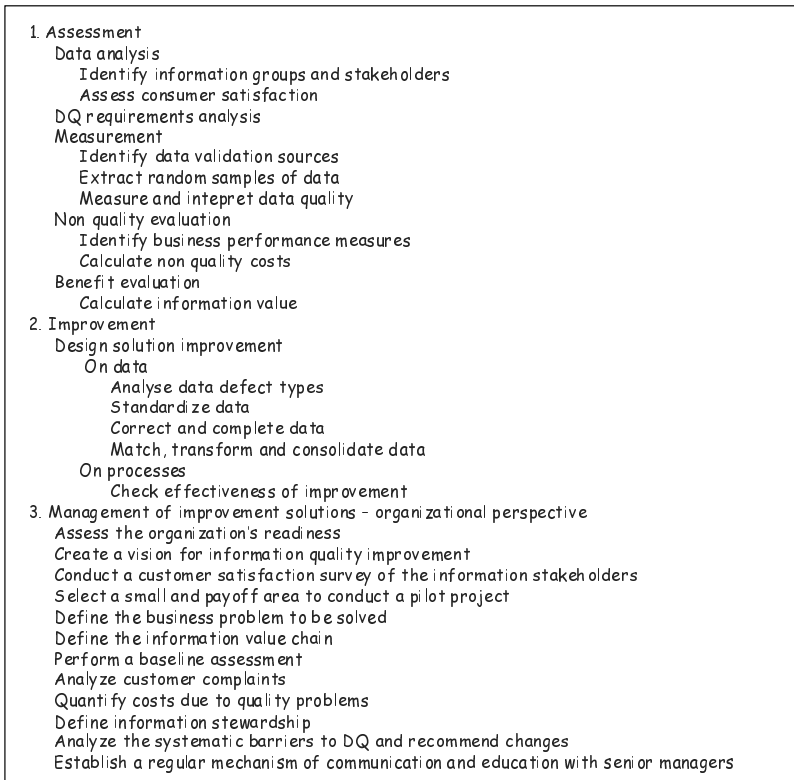 1. Assessment
Data analysis
Identify information groups and stakeholders
Assess consumer satisfaction
DQ requirements analysis
Measurement
Identify data validation sources
Extract random samples of data
Measure and intepret data quality
Non quality evaluation
Identify business performance measures
Calculate non quality costs
Benefit evaluation
Calculate information value
2. Improvement
Design solution improvement
On data
Analyse data defect types
Standardize data
Correct and complete data
Match, transform and consolidate data
On processes
Check effectiveness of improvement
3. Management of improvement solutions – organizational perspective
Assess the organization's readiness
Create a vision for information quality improvement
Conduct a customer satisfaction survey of the information stakeholders
Select a small and payoff area to conduct a pilot project
Define the business problem to be solved
Define the information value chain
Perform a baseline assessment
Analyze customer complaints
Quantify costs due to quality problems
Define information stewardship
Analyze the systematic barriers to DQ and recommend changes
Establish a regular mechanism of communication and education with senior managers